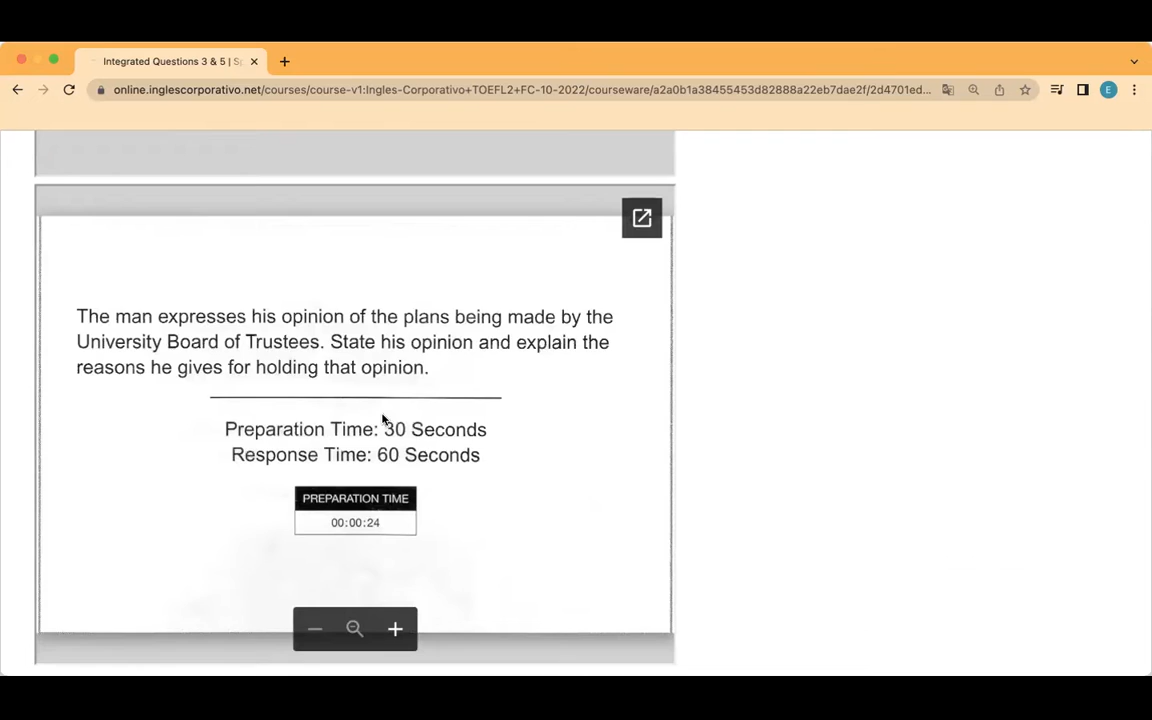 Integrated Questions 3 & 5 | S
online.inglescorporativo.net/courses/course-v1:Ingles-Corporativo+TOEFL2+FC-10-2022/courseware/a2a0b1a38455453d82888a22eb7dae2f/2d4701ed...
E
The man expresses his opinion of the plans being made by the
University Board of Trustees. State his opinion and explain the
reasons he gives for holding that opinion.
Preparation Time: 30 Seconds
Response Time: 60 Seconds
PREPARATION TIME
00:00:24